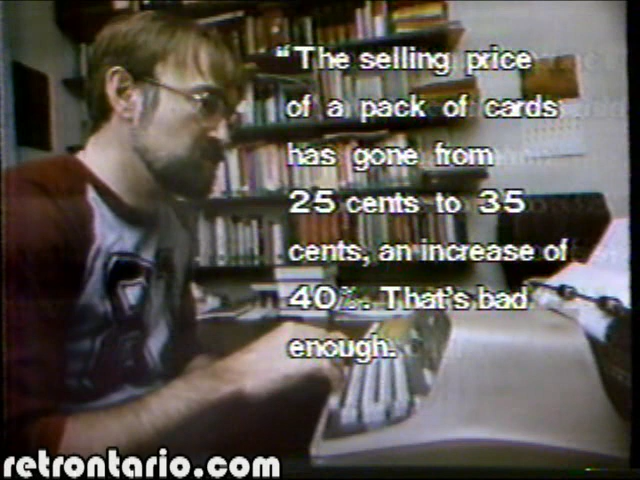 “The selling price
of a pack of cards
has gone from
25 cents to 35
cents, an increase of
40%. That's bad
enough.
retrontario.com